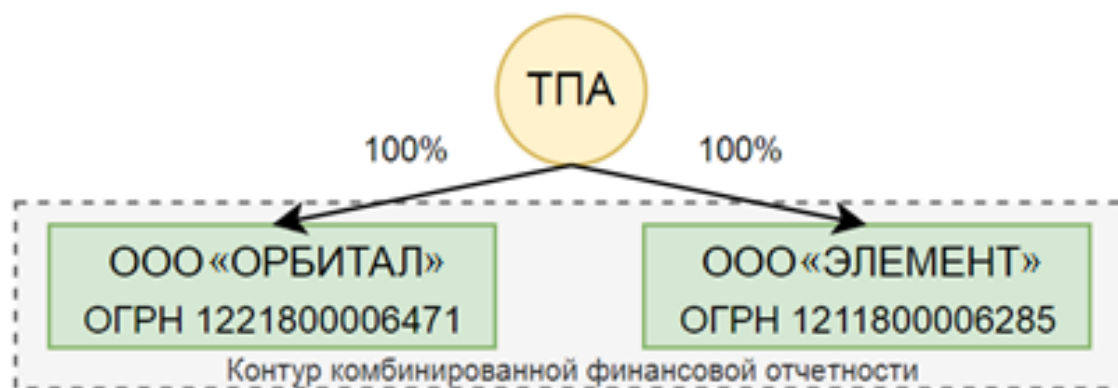 ТПА
100%
100%
ООО «ОРБИТАЛ»
ОГРН 1221800006471
ООО «ЭЛЕМЕНТ»
ОГРН 1211800006285
Контур комбинированной финансовой отчетности